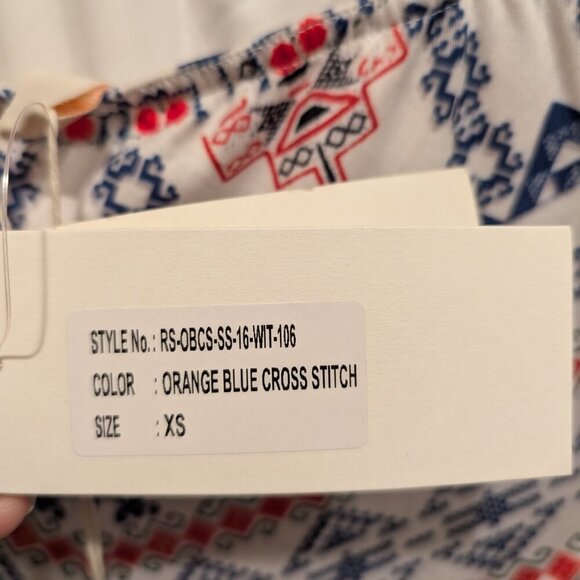 STYLE No. : RS-OBCS-SS-16-WIT-106
COLOR : ORANGE BLUE CROSS STITCH
SIZE : XS